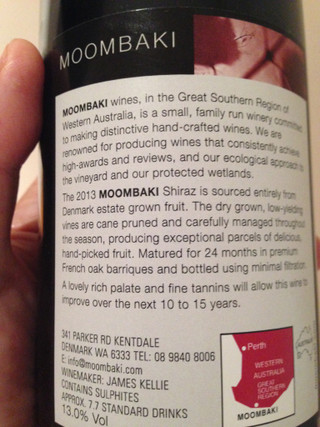 MOOMBAKI
MOOMBAKI wines, in the Great Southern Region of
Western Australia, is a small, family run winery committed
to making distinctive hand-crafted wines. We are
renowned for producing wines that consistently achieve
high-awards and reviews, and our ecological approach to
the vineyard and our protected wetlands.
The 2013 MOOMBAKI Shiraz is sourced entirely from
Denmark estate grown fruit. The dry grown, low-yielding
vines are cane pruned and carefully managed throughout
the season, producing exceptional parcels of delicious
hand-picked fruit. Matured for 24 months in premium
French oak barriques and bottled using minimal filtration.
A lovely rich palate and fine tannins will allow this wine to
improve over the next 10 to 15 years.
341 PARKER RD KENTDALE
DENMARK WA 6333 TEL: 08 9840 8006
E: info@moombaki.com
WINEMAKER: JAMES KELLIE
CONTAINS SULPHITES
APPROX. 7.7 STANDARD DRINKS
13.0% Vol
Perth
WESTERN
AUSTRALIA
GREAT
SOUTHERN
REGION
MOOMBAKI